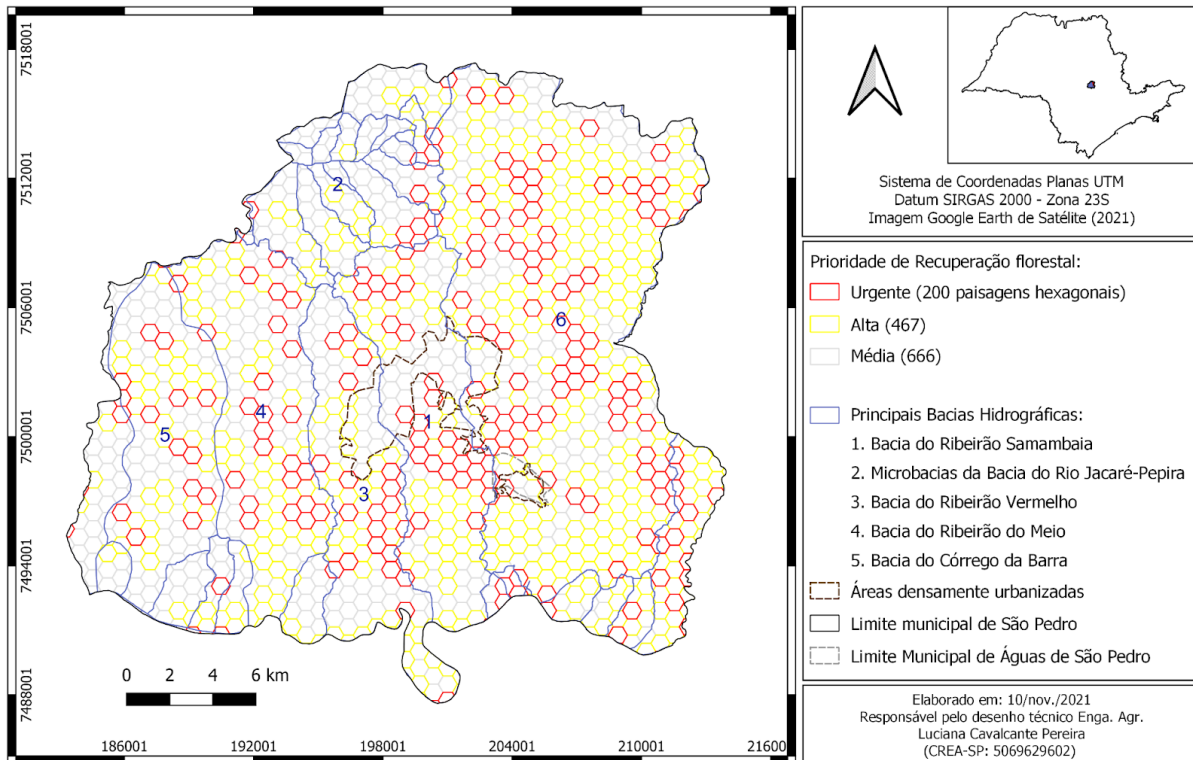 7518001
7512001
7506001
7500001
7494001
7488001
2
6
4
1
5
3
0 2 4 6 km
186001 192001 198001 204001 210001 21600
Sistema de Coordenadas Planas UTM
Datum SIRGAS 2000 - Zona 23S
Imagem Google Earth de Satélite (2021)
Prioridade de Recuperação florestal:
Urgente (200 paisagens hexagonais)
Alta (467)
Média (666)
Principais Bacias Hidrográficas:
1. Bacia do Ribeirão Samambaia
2. Microbacias da Bacia do Rio Jacaré-Pepira
3. Bacia do Ribeirão Vermelho
4. Bacia do Ribeirão do Meio
5. Bacia do Córrego da Barra
Áreas densamente urbanizadas
Limite municipal de São Pedro
Limite Municipal de Águas de São Pedro
Elaborado em: 10/nov./2021
Responsável pelo desenho técnico Enga. Agr.
Luciana Cavalcante Pereira
(CREA-SP: 5069629602)